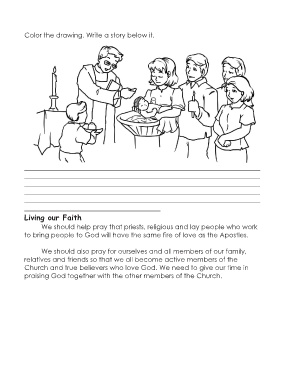 Color the drawing. Write a story below it.
Living our Faith
We should help pray that priests, religious and lay people who work
to bring people to God will have the same fire of love as the Apostles.
We should also pray for ourselves and all members of our family,
relatives and friends so that we all become active members of the
Church and true believers who love God. We need to give our time in
praising God together with the other members of the Church.